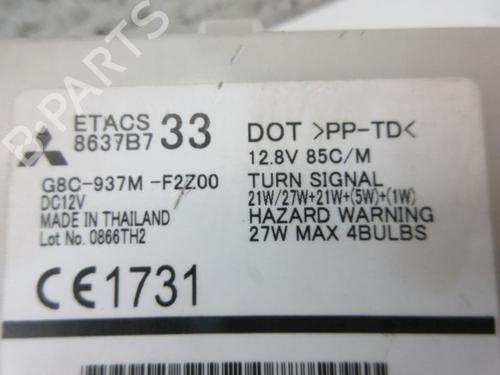 ETACS
8637B7 33
G8C-937M -F2Z00
DC12V
MADE IN THAILAND
Lot No. 0866TH2
CE1731
DOT >PP-TD<
12.8V 85C/M
TURN SIGNAL
21W/27W+21W+(5W)+(1W)
HAZARD WARNING
27W MAX 4BULBS
B-PARTS